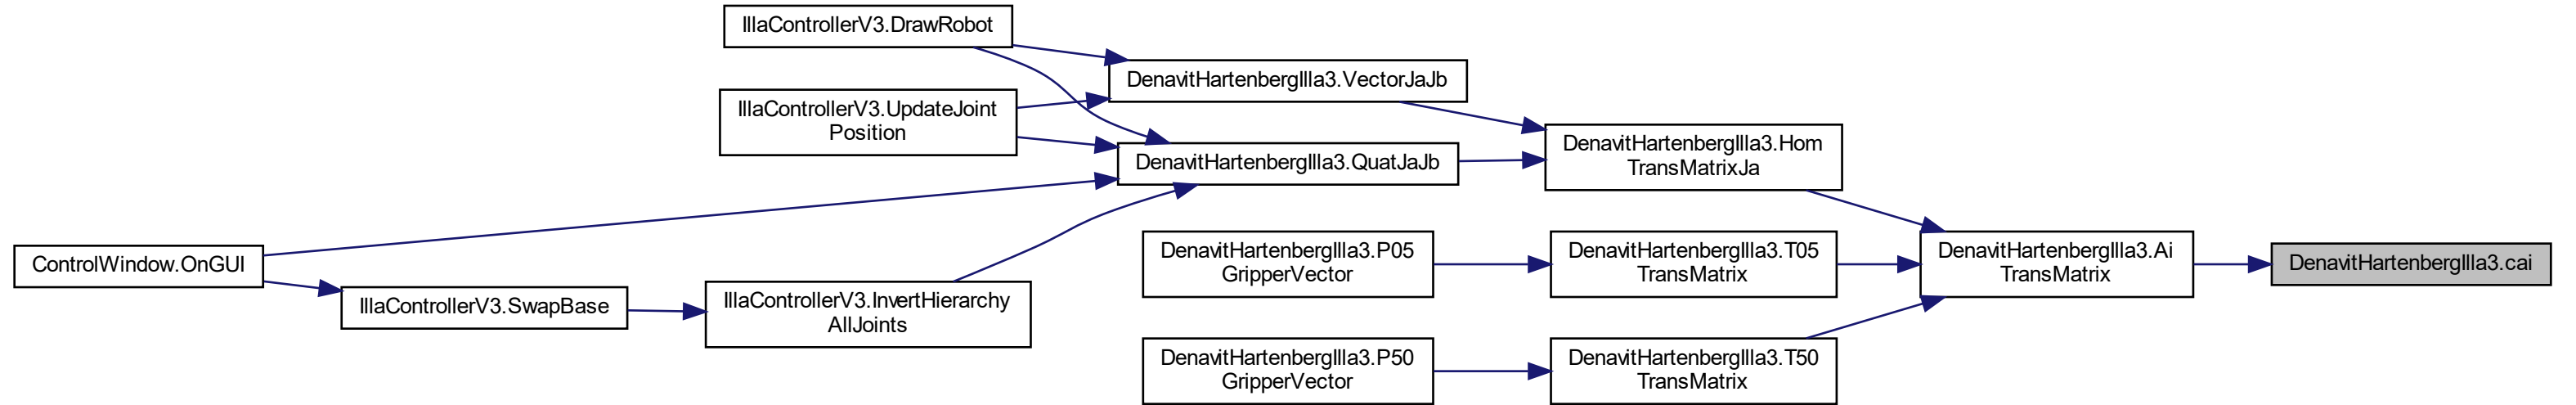 IllaControllerV3.DrawRobot
DenavitHartenbergIlla3.VectorJaJb
IllaControllerV3.UpdateJoint
Position
DenavitHartenbergIlla3.QuatJaJb
DenavitHartenbergIlla3.Hom
TransMatrixJa
ControlWindow.OnGUI
IllaControllerV3.SwapBase
IllaControllerV3.InvertHierarchy
AllJoints
DenavitHartenbergIlla3.P05
GripperVector
DenavitHartenbergIlla3.T05
TransMatrix
DenavitHartenbergIlla3.Ai
TransMatrix
DenavitHartenbergIlla3.cai
DenavitHartenbergIlla3.P50
GripperVector
DenavitHartenbergIlla3.T50
TransMatrix